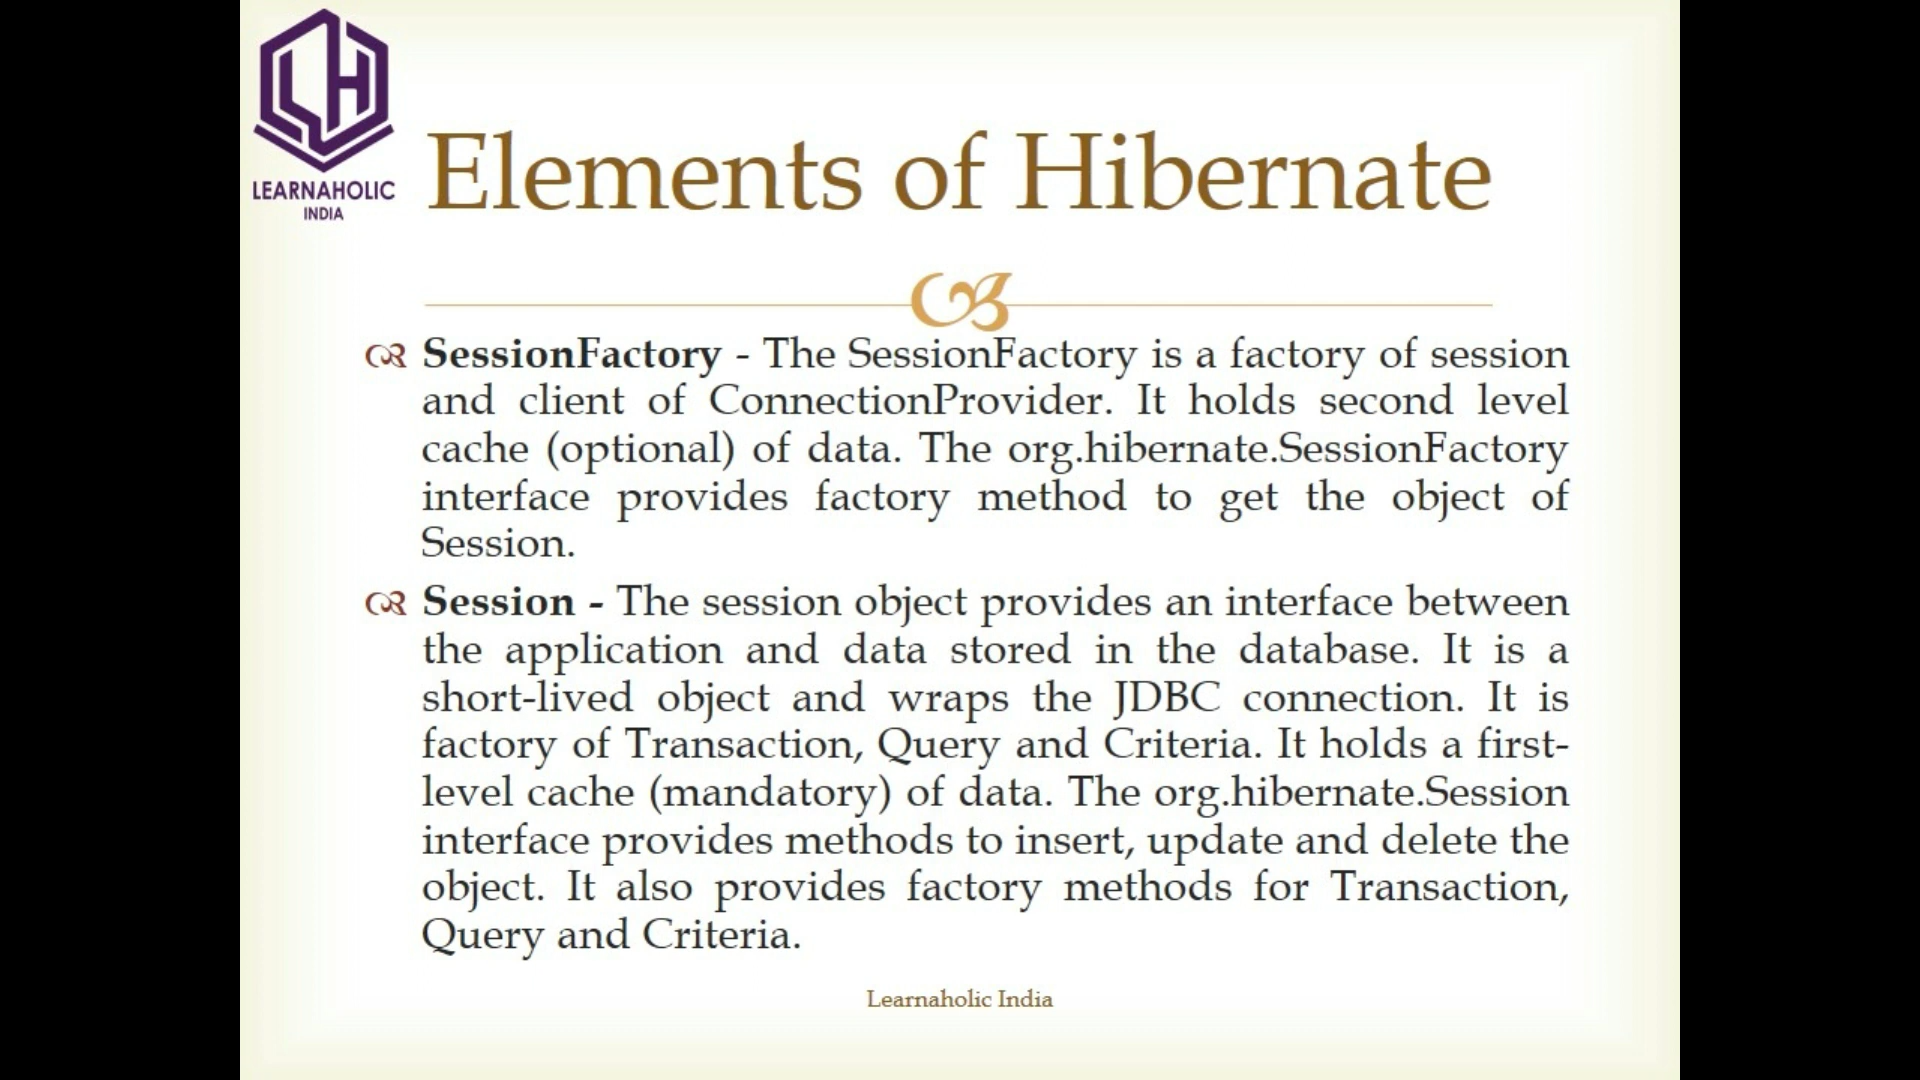 LH
LEARNAHOLIC
INDIA
Elements of Hibernate
SessionFactory - The SessionFactory is a factory of session
and client of ConnectionProvider. It holds second level
cache (optional) of data. The org.hibernate.SessionFactory
interface provides factory method to get the object of
Session.
Session - The session object provides an interface between
the application and data stored in the database. It is a
short-lived object and wraps the JDBC connection. It is
factory of Transaction, Query and Criteria. It holds a first-
level cache (mandatory) of data. The org.hibernate.Session
interface provides methods to insert, update and delete the
object. It also provides factory methods for Transaction,
Query and Criteria.
Learnaholic India